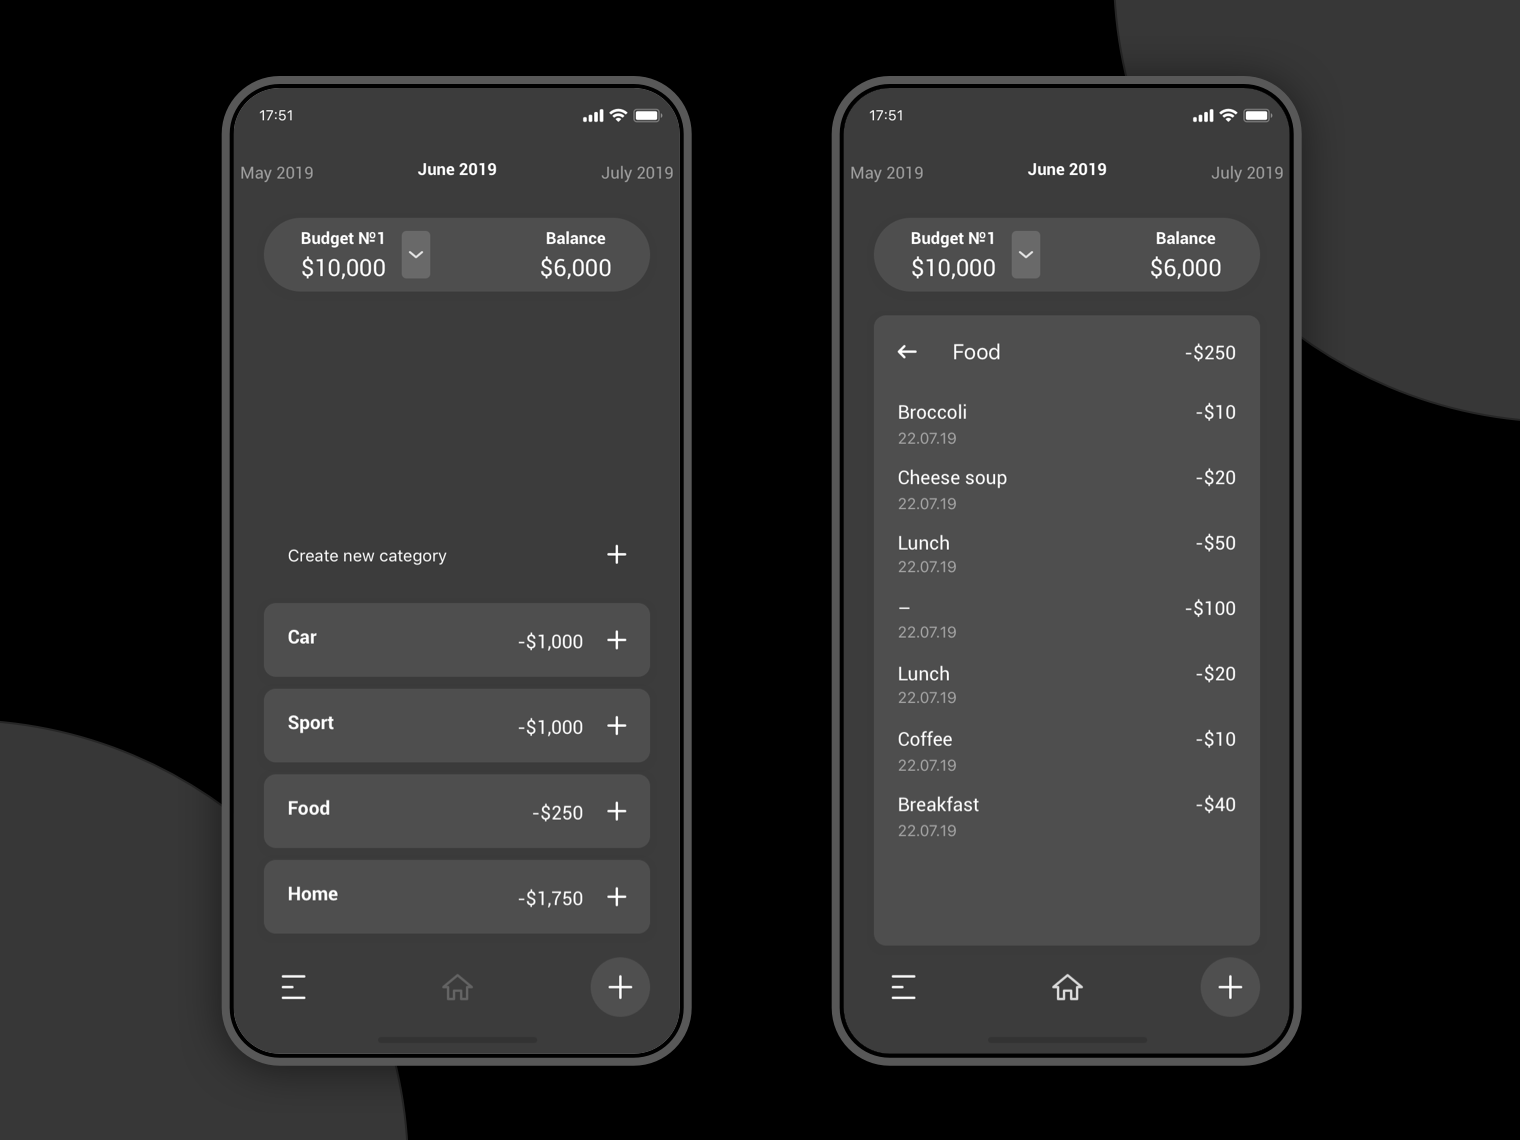 17:51
May 2019 June 2019 July 2019
Budget №1 Balance
$10,000 $6,000
Create new category
Car -$1,000
Sport -$1,000
Food -$250
Home -$1,750
17:51
May 2019 June 2019 July 2019
Budget №1 Balance
$10,000 $6,000
Food -$250
Broccoli -$10
22.07.19
Cheese soup -$20
22.07.19
Lunch -$50
22.07.19
– -$100
22.07.19
Lunch -$20
22.07.19
Coffee -$10
22.07.19
Breakfast -$40
22.07.19